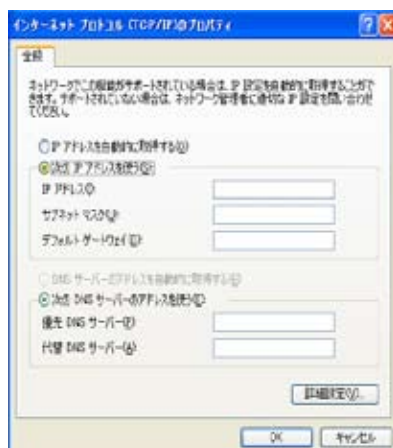 インターネット プロトコル (TCP/IP)のプロパティ
全般
ネットワークでこの機能がサポートされている場合は、IP 設定を自動的に取得することがで
きます。サポートされていない場合は、ネットワーク管理者に適切な IP 設定を問い合わせ
てください。
IP アドレスを自動的に取得する(O)
次の IP アドレスを使う(S):
IP アドレス(I):
サブネット マスク(U):
デフォルト ゲートウェイ(D):
DNS サーバーのアドレスを自動的に取得する(B)
次の DNS サーバーのアドレスを使う(E):
優先 DNS サーバー(P):
代替 DNS サーバー(A):
詳細設定(V)...
OK
キャンセル